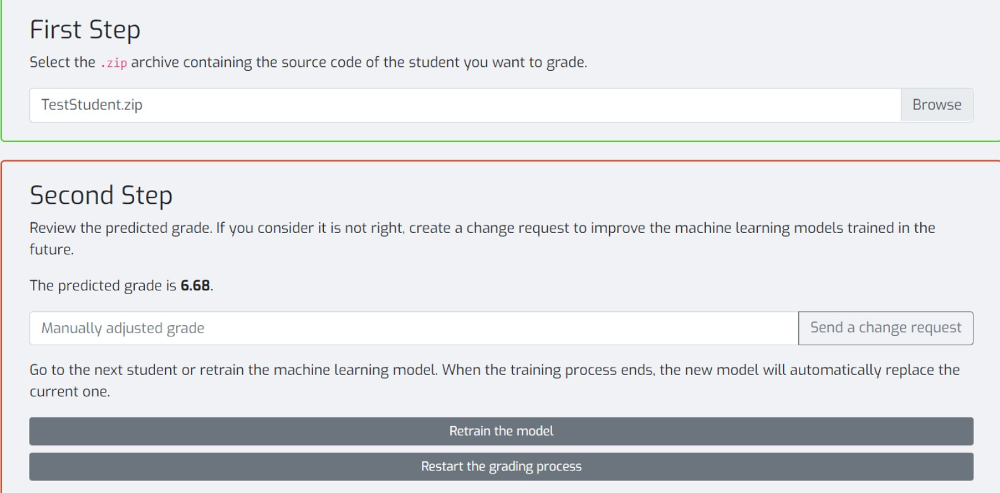 First Step
Select the .zip archive containing the source code of the student you want to grade.
TestStudent.zip
Browse
Second Step
Review the predicted grade. If you consider it is not right, create a change request to improve the machine learning models trained in the
future.
The predicted grade is 6.68.
Manually adjusted grade
Send a change request
Go to the next student or retrain the machine learning model. When the training process ends, the new model will automatically replace the
current one.
Retrain the model
Restart the grading process